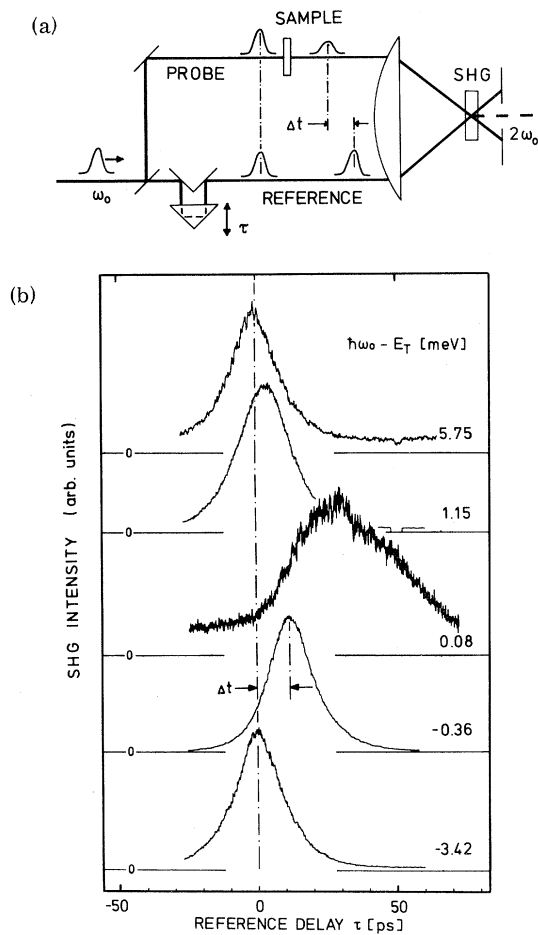 (a)
SAMPLE
PROBE
SHG
Δt
2ω₀
ω₀
REFERENCE
τ
(b)
ħω₀ – E_T [meV]
5.75
0
1.15
0
0.08
0
Δt
-0.36
0
-3.42
0
SHG INTENSITY (arb. units)
-50 0 50
REFERENCE DELAY τ [ps]